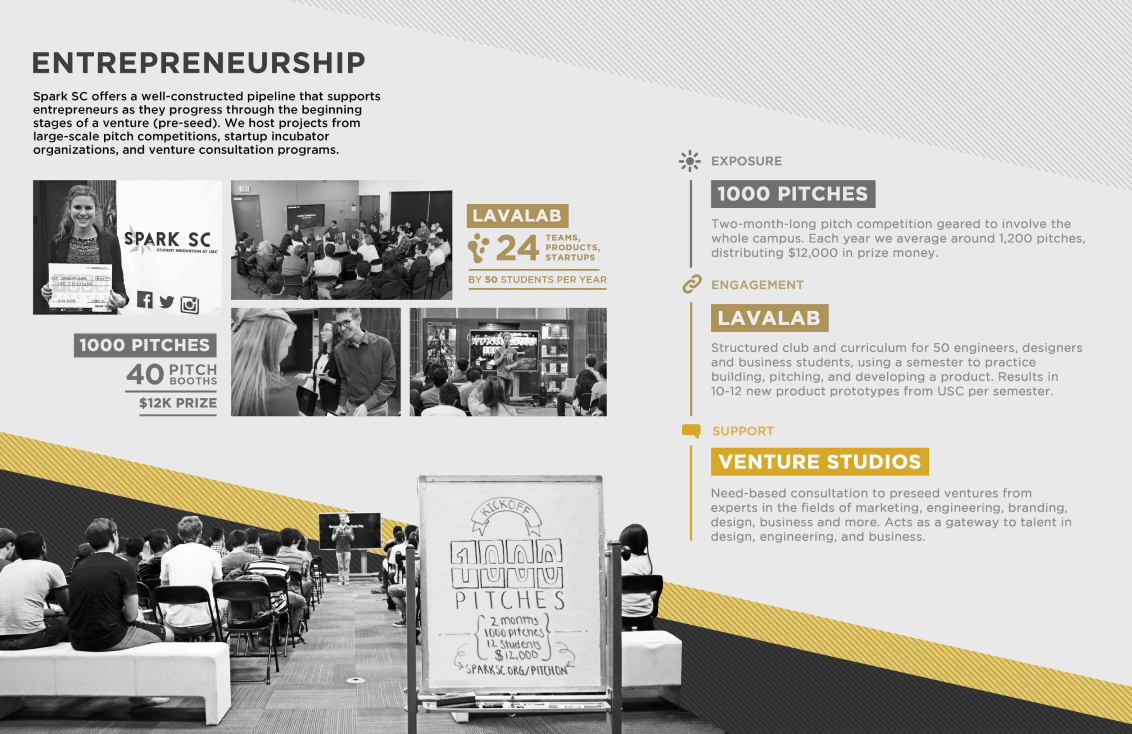 ENTREPRENEURSHIP
Spark SC offers a well-constructed pipeline that supports
entrepreneurs as they progress through the beginning
stages of a venture (pre-seed). We host projects from
large-scale pitch competitions, startup incubator
organizations, and venture consultation programs.
SPARK SC
STUDENT INNOVATION AT USC
1000 PITCHES
40 PITCH
BOOTHS
$12K PRIZE
LAVALAB
24 TEAMS,
PRODUCTS,
STARTUPS
BY 50 STUDENTS PER YEAR
EXPOSURE
1000 PITCHES
Two-month-long pitch competition geared to involve the
whole campus. Each year we average around 1,200 pitches,
distributing $12,000 in prize money.
ENGAGEMENT
LAVALAB
Structured club and curriculum for 50 engineers, designers
and business students, using a semester to practice
building, pitching, and developing a product. Results in
10-12 new product prototypes from USC per semester.
SUPPORT
VENTURE STUDIOS
Need-based consultation to preseed ventures from
experts in the fields of marketing, engineering, branding,
design, business and more. Acts as a gateway to talent in
design, engineering, and business.
KICKOFF
1000
PITCHES
2 months
1000 pitches
12 students
$12,000
SPARKSC.ORG/PITCHON